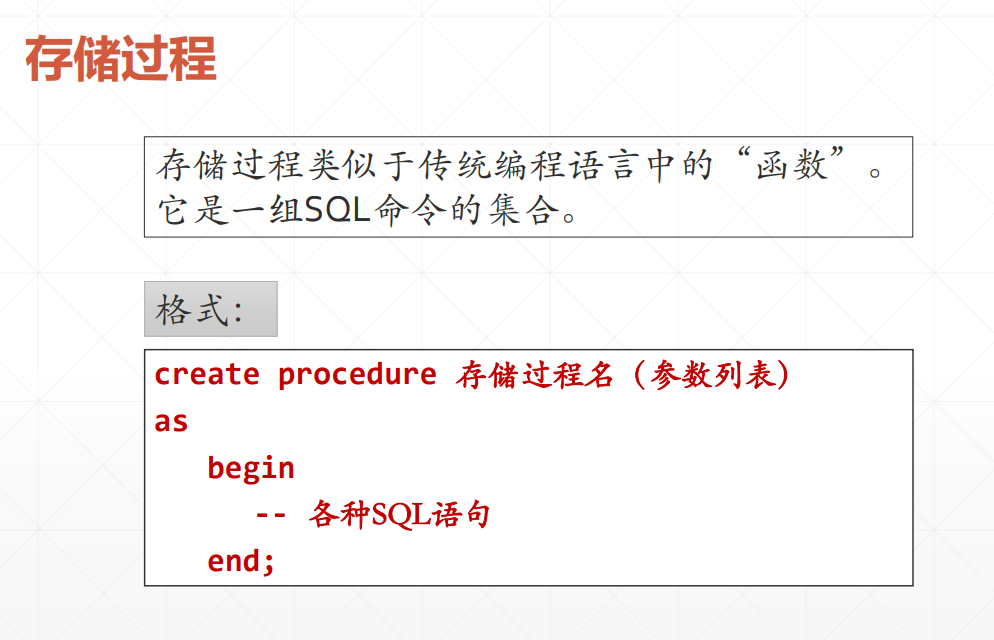 存储过程
存储过程类似于传统编程语言中的“函数”。
它是一组SQL命令的集合。
格式：
create procedure 存储过程名（参数列表）
as
begin
-- 各种SQL语句
end;